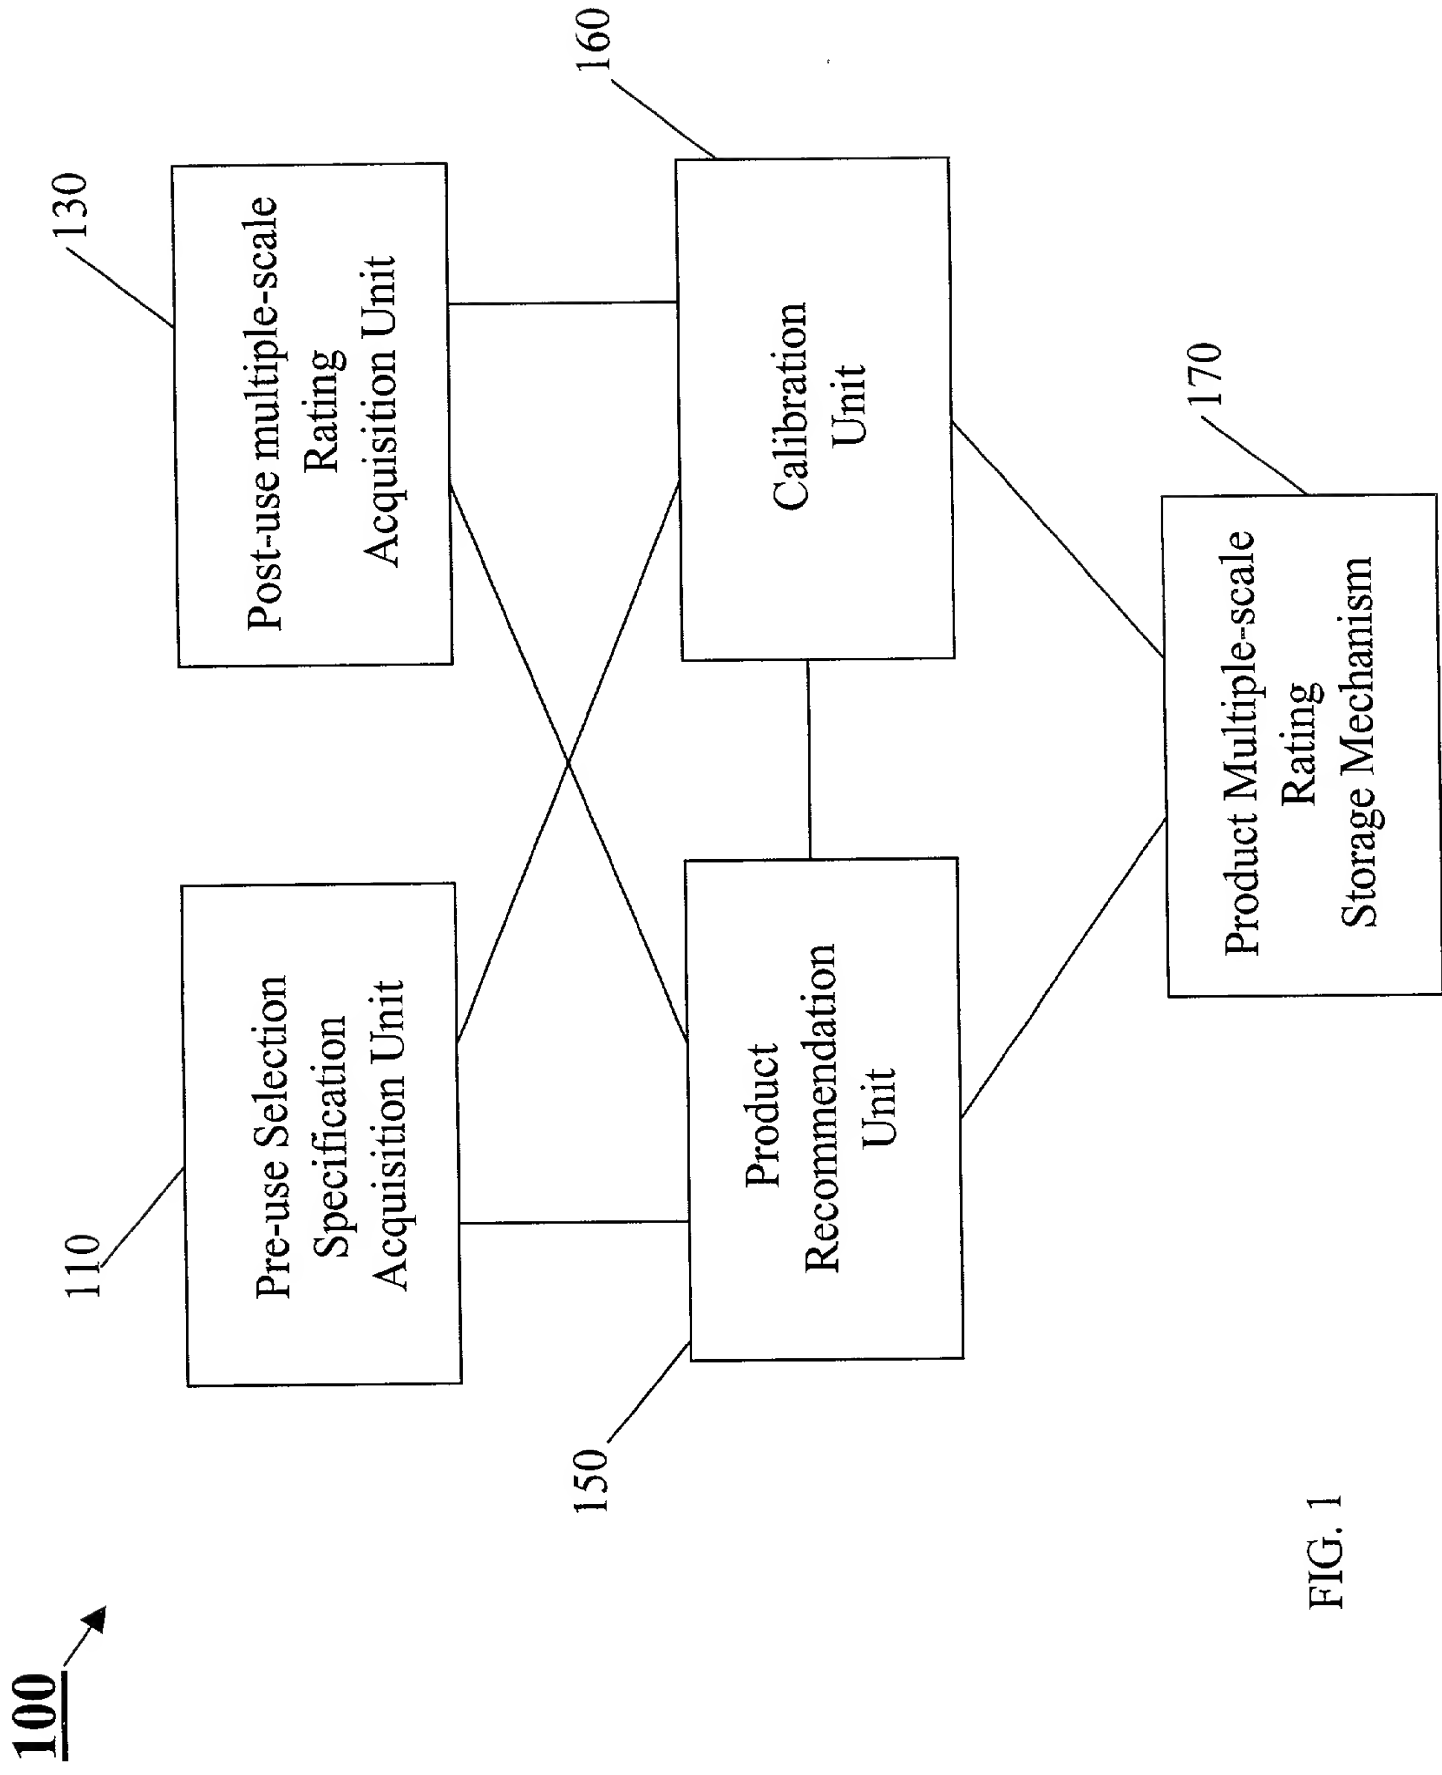 100
110
130
Pre-use Selection
Specification
Acquisition Unit
Post-use multiple-scale
Rating
Acquisition Unit
150
160
Product
Recommendation
Unit
Calibration
Unit
170
Product Multiple-scale
Rating
Storage Mechanism
FIG. 1